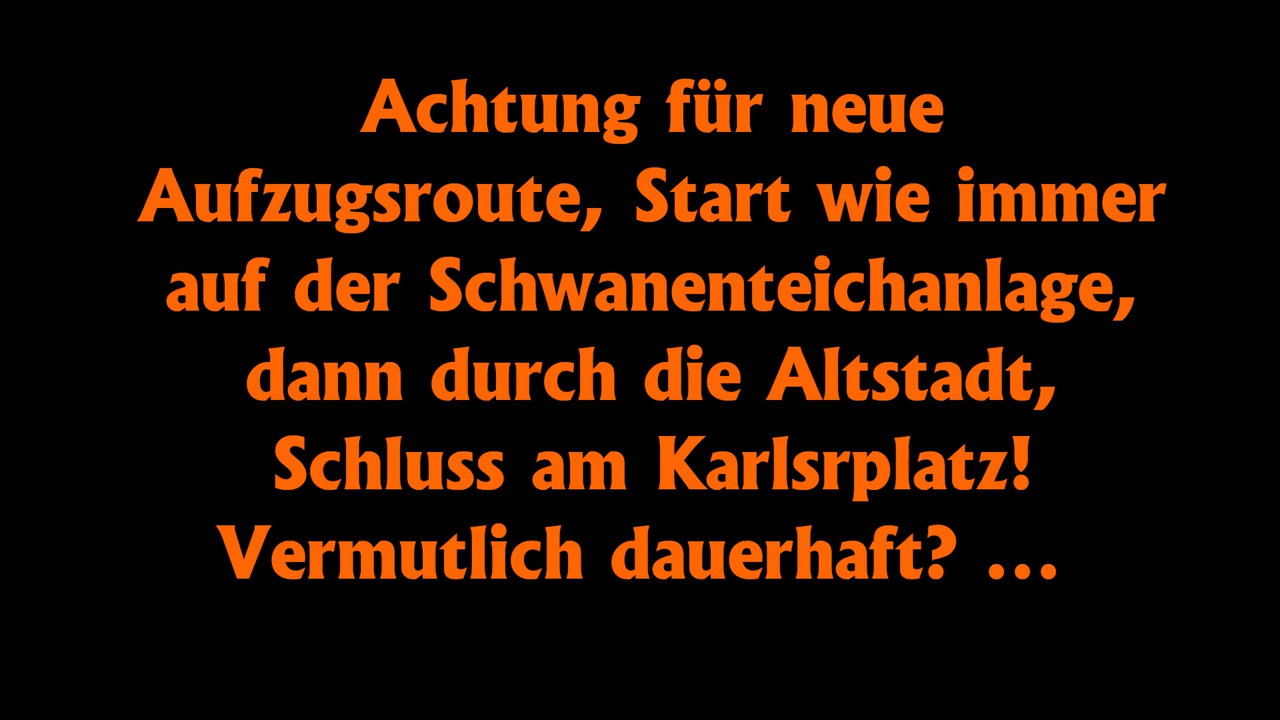 Achtung für neue
Aufzugsroute, Start wie immer
auf der Schwanenteichanlage,
dann durch die Altstadt,
Schluss am Karlsrplatz!
Vermutlich dauerhaft? ...